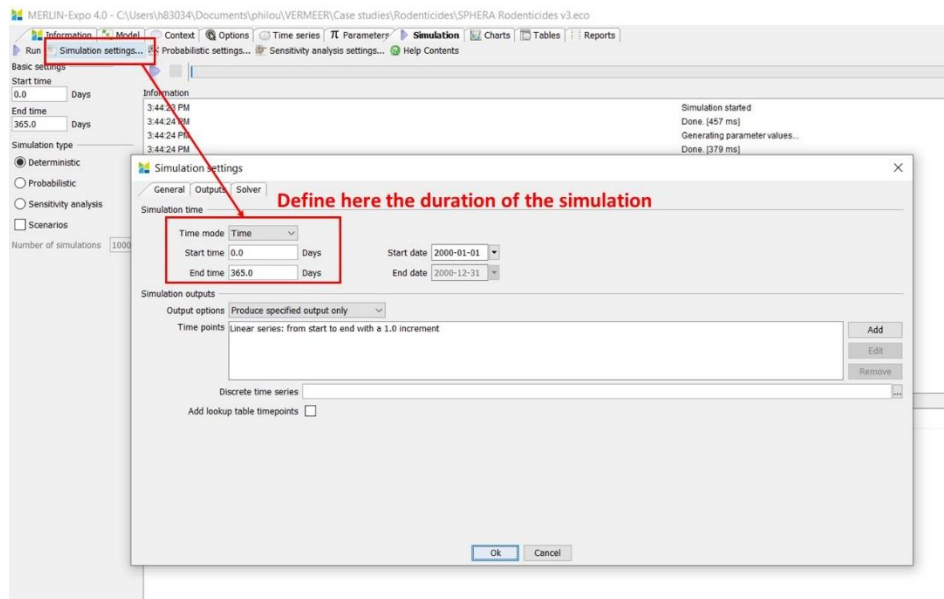 MERLIN-Expo 4.0 - C:\Users\h83034\Documents\philou\VERMEER\Case studies\Rodenticides\SPHERA Rodenticides v3.eco
Information Model Context Options Time series π Parameters Simulation Charts Tables Reports
Run Simulation settings... Probabilistic settings... Sensitivity analysis settings... Help Contents
Basic settings
Start time
0.0 Days
End time
365.0 Days
Simulation type
Deterministic
Probabilistic
Sensitivity analysis
Scenarios
Number of simulations 1000
Information
3:44:23 PM Simulation started
3:44:24 PM Done. [457 ms]
3:44:24 PM Generating parameter values...
3:44:24 PM Done. [379 ms]
Simulation settings
General Outputs Solver
Define here the duration of the simulation
Simulation time
Time mode Time
Start time 0.0 Days Start date 2000-01-01
End time 365.0 Days End date 2000-12-31
Simulation outputs
Output options Produce specified output only
Time points Linear series: from start to end with a 1.0 increment
Add
Edit
Remove
Discrete time series ...
Add lookup table timepoints
Ok Cancel